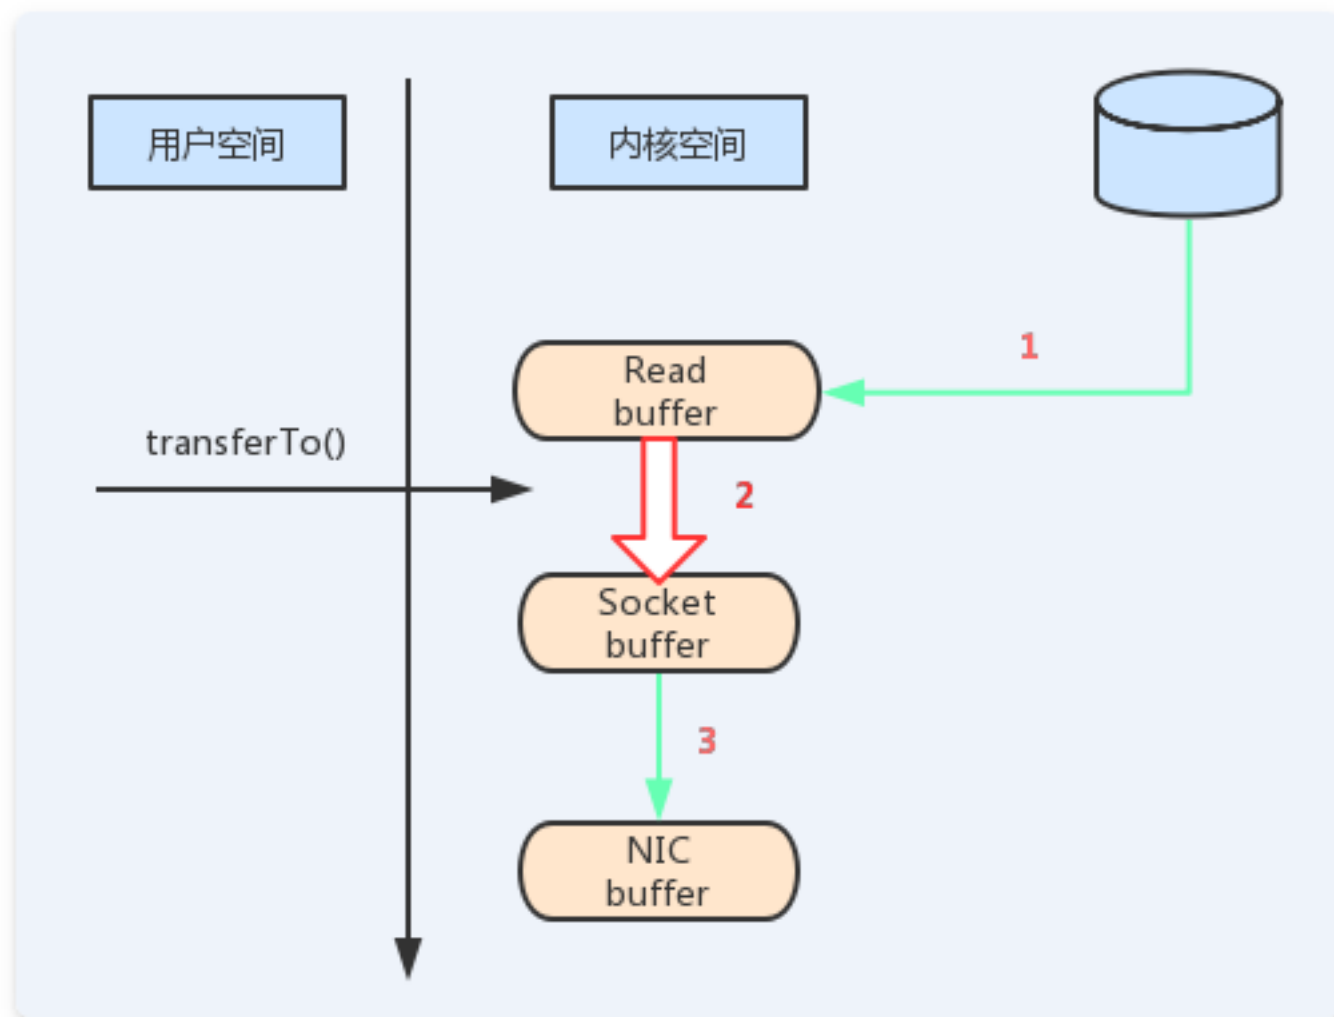 用户空间
内核空间
1
Read
buffer
transferTo()
2
Socket
buffer
3
NIC
buffer